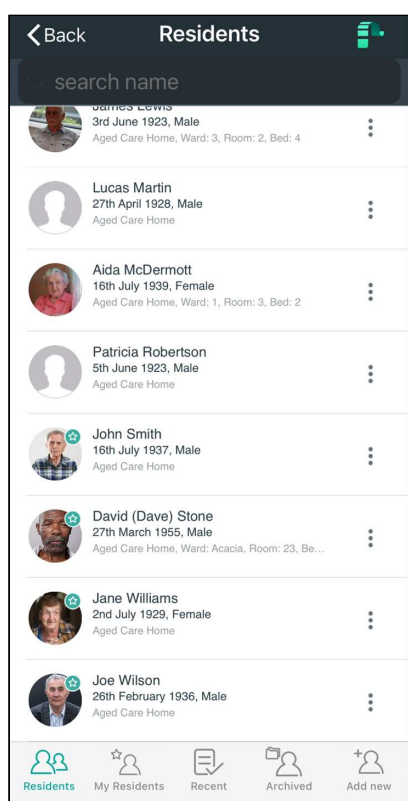 Back
Residents
search name
James Lewis
3rd June 1923, Male
Aged Care Home, Ward: 3, Room: 2, Bed: 4
Lucas Martin
27th April 1928, Male
Aged Care Home
Aida McDermott
16th July 1939, Female
Aged Care Home, Ward: 1, Room: 3, Bed: 2
Patricia Robertson
5th June 1923, Male
Aged Care Home
John Smith
16th July 1937, Male
Aged Care Home
David (Dave) Stone
27th March 1955, Male
Aged Care Home, Ward: Acacia, Room: 23, Be...
Jane Williams
2nd July 1929, Female
Aged Care Home
Joe Wilson
26th February 1936, Male
Aged Care Home
Residents
My Residents
Recent
Archived
Add new